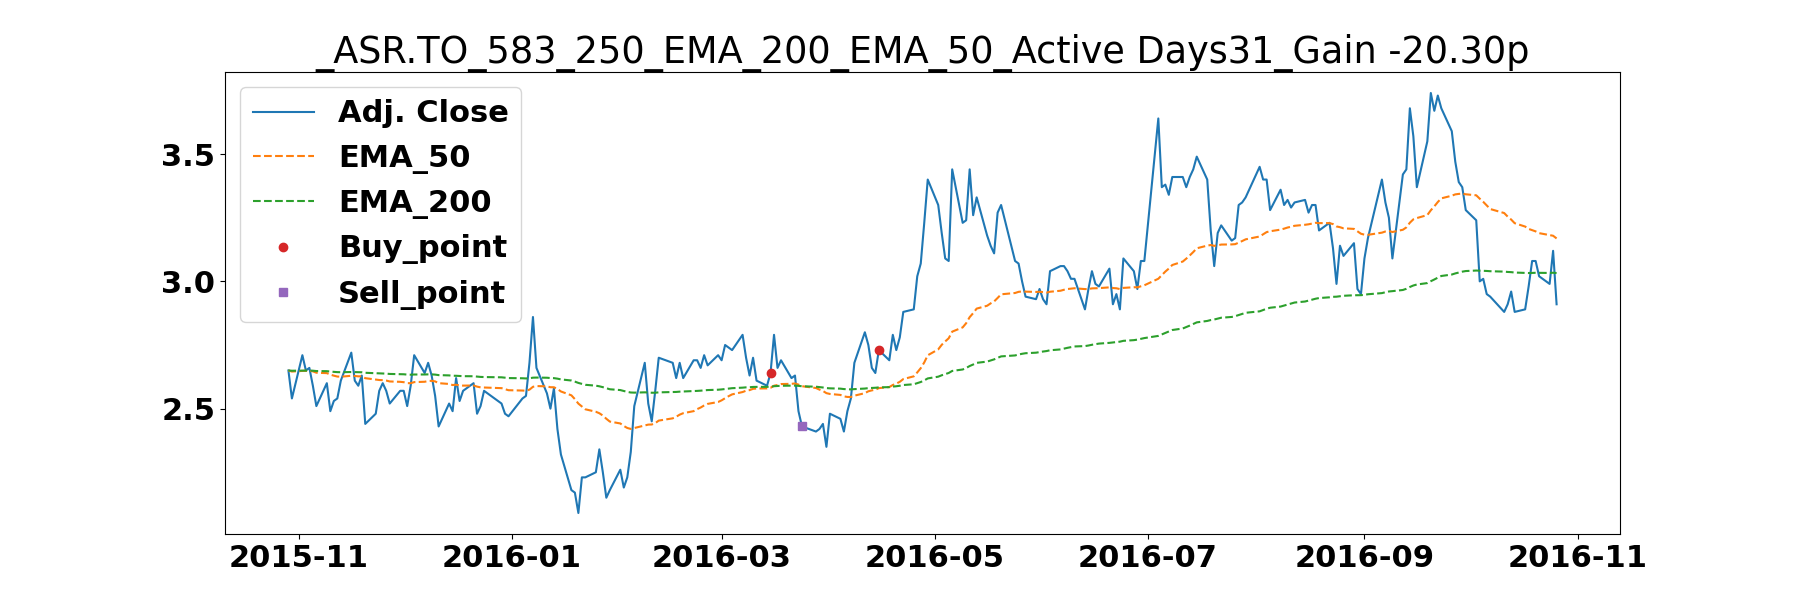 _ASR.TO_583_250_EMA_200_EMA_50_Active Days31_Gain -20.30p
Adj. Close
EMA_50
EMA_200
Buy_point
Sell_point
3.5
3.0
2.5
2015-11 2016-01 2016-03 2016-05 2016-07 2016-09 2016-11